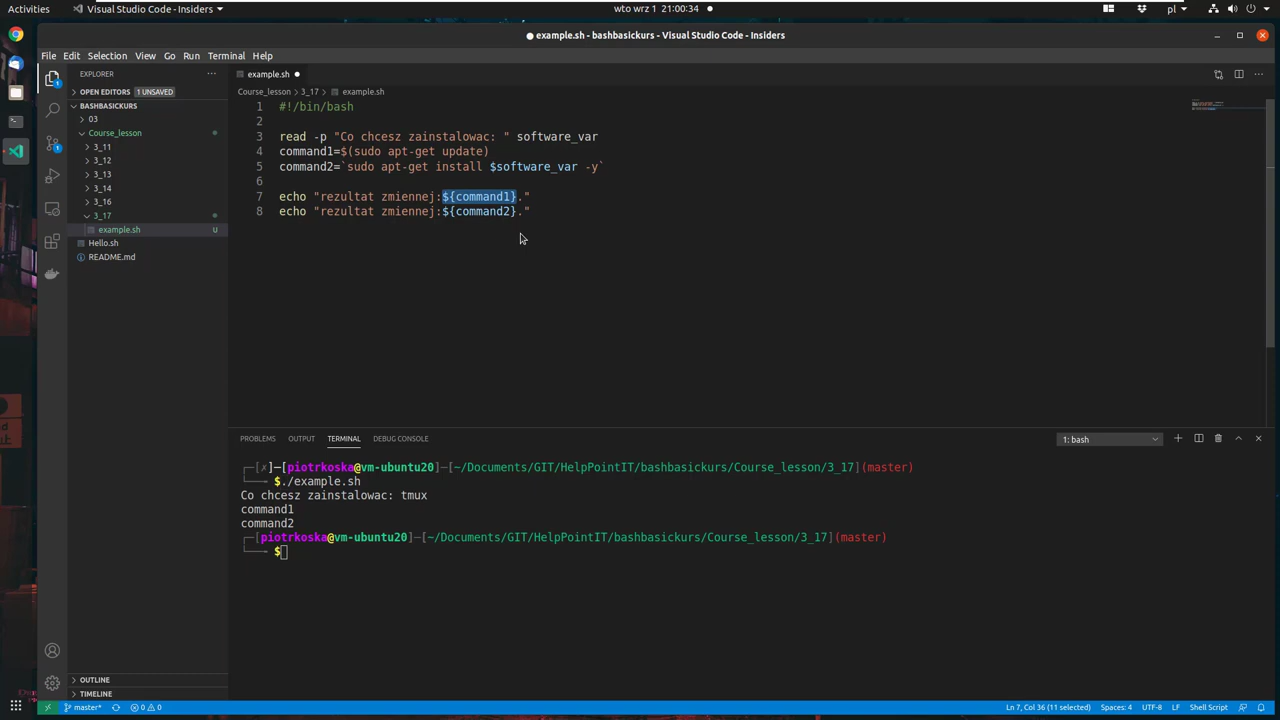 Activities
Visual Studio Code - Insiders
wto wrz 1 21:00:34
pl
example.sh - bashbasickurs - Visual Studio Code - Insiders
File Edit Selection View Go Run Terminal Help
EXPLORER
example.sh
OPEN EDITORS 1 UNSAVED
Course_lesson > 3_17 > example.sh
BASHBASICKURS
03
Course_lesson
3_11
3_12
3_13
3_14
3_16
3_17
example.sh U
Hello.sh
README.md
1 #!/bin/bash
2
3 read -p "Co chcesz zainstalowac: " software_var
4 command1=$(sudo apt-get update)
5 command2=`sudo apt-get install $software_var -y`
6
7 echo "rezultat zmiennej:${command1}."
8 echo "rezultat zmiennej:${command2}."
PROBLEMS OUTPUT TERMINAL DEBUG CONSOLE
1: bash
┌─[✗]─[piotrkoska@vm-ubuntu20]─[~/Documents/GIT/HelpPointIT/bashbasickurs/Course_lesson/3_17](master)
└──╼ $./example.sh
Co chcesz zainstalowac: tmux
command1
command2
┌─[piotrkoska@vm-ubuntu20]─[~/Documents/GIT/HelpPointIT/bashbasickurs/Course_lesson/3_17](master)
└──╼ $
OUTLINE
TIMELINE
master* 0 0
Ln 7, Col 36 (11 selected) Spaces: 4 UTF-8 LF Shell Script